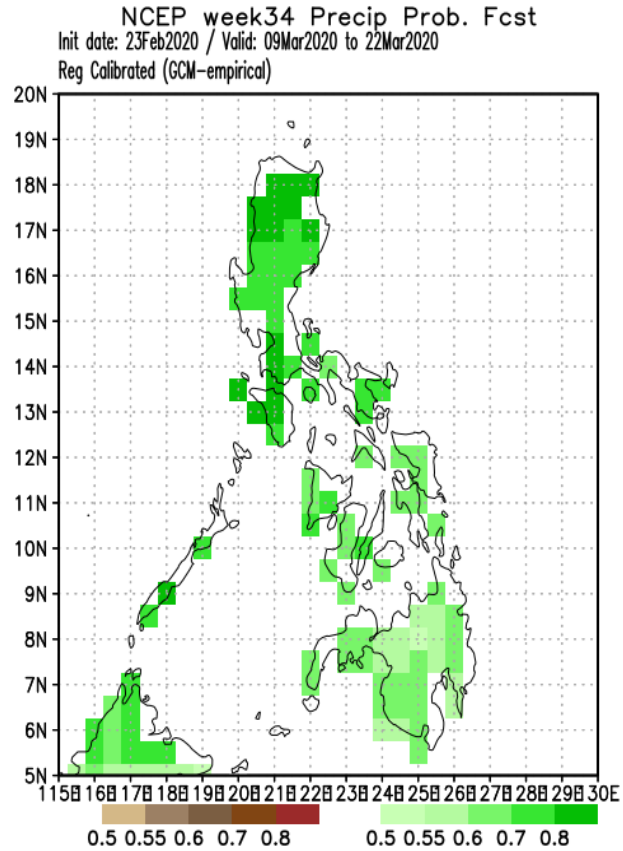 NCEP week34 Precip Prob. Fcst
Init date: 23Feb2020 / Valid: 09Mar2020 to 22Mar2020
Reg Calibrated (GCM-empirical)
20N
19N
18N
17N
16N
15N
14N
13N
12N
11N
10N
9N
8N
7N
6N
5N
115E 116E 117E 118E 119E 120E 121E 122E 123E 124E 125E 126E 127E 128E 129E 130E
0.5 0.55 0.6 0.7 0.8 0.5 0.55 0.6 0.7 0.8